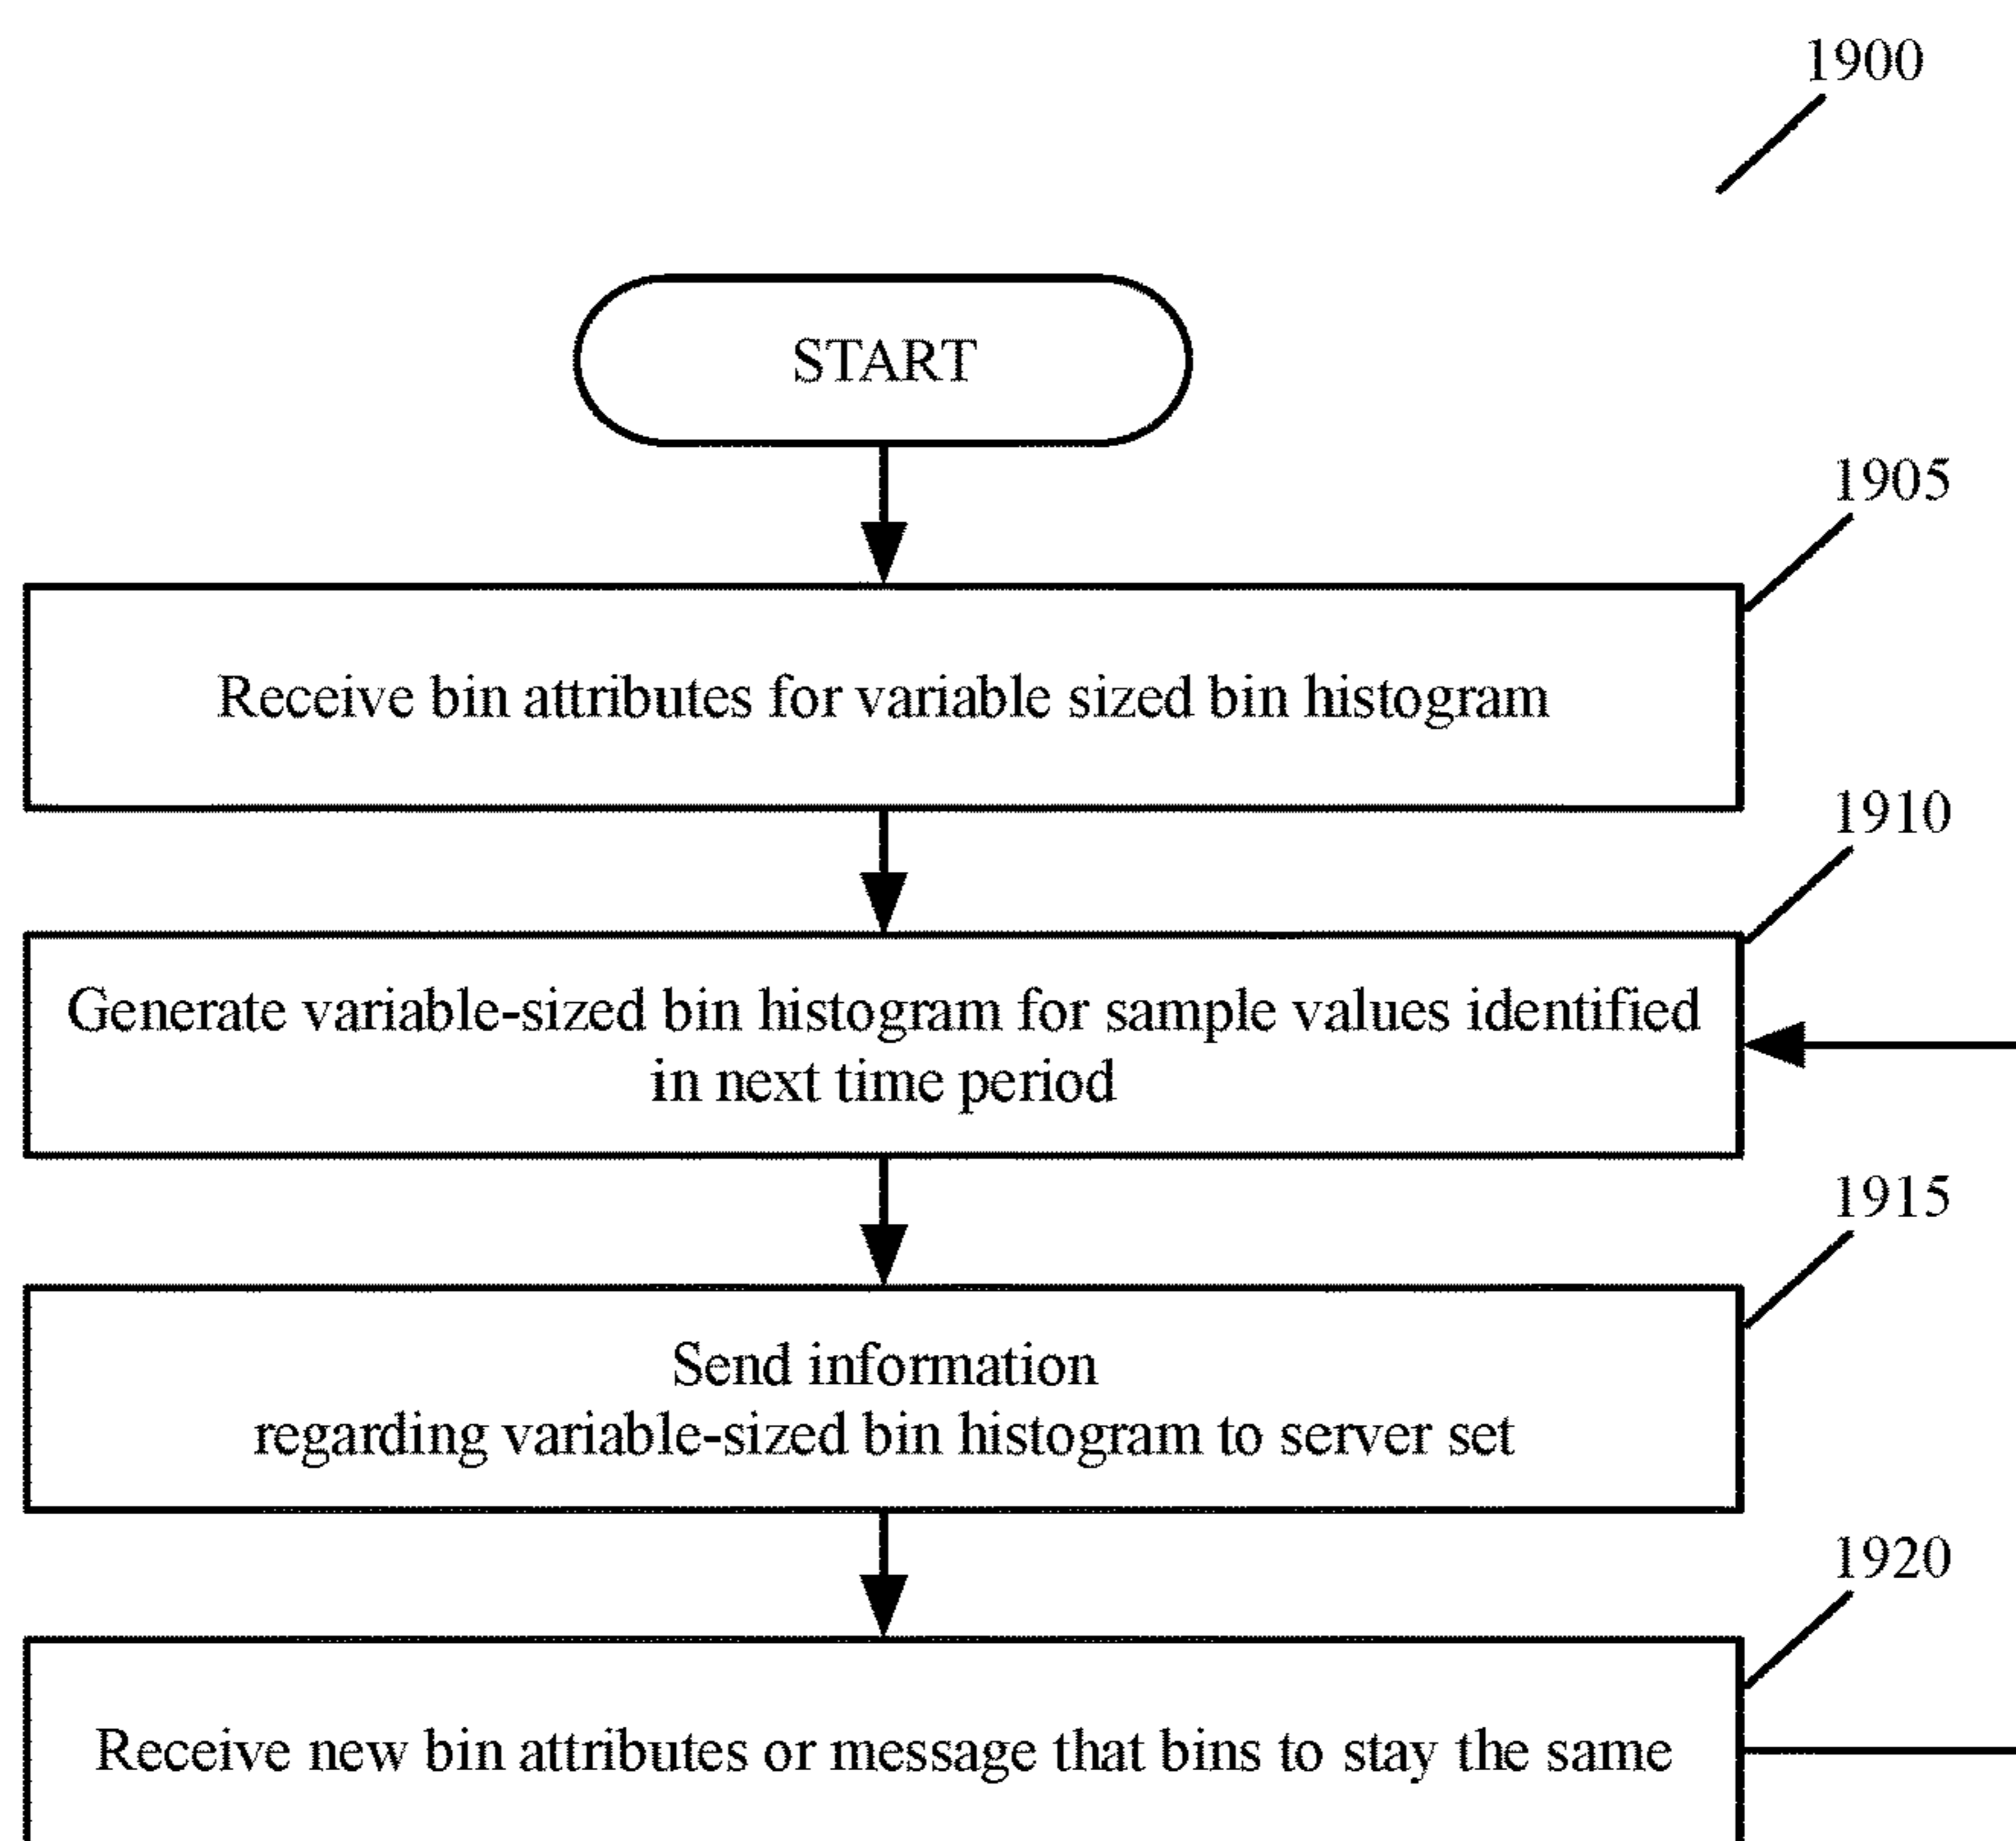 1900
START
1905
Receive bin attributes for variable sized bin histogram
1910
Generate variable-sized bin histogram for sample values identified
in next time period
1915
Send information
regarding variable-sized bin histogram to server set
1920
Receive new bin attributes or message that bins to stay the same